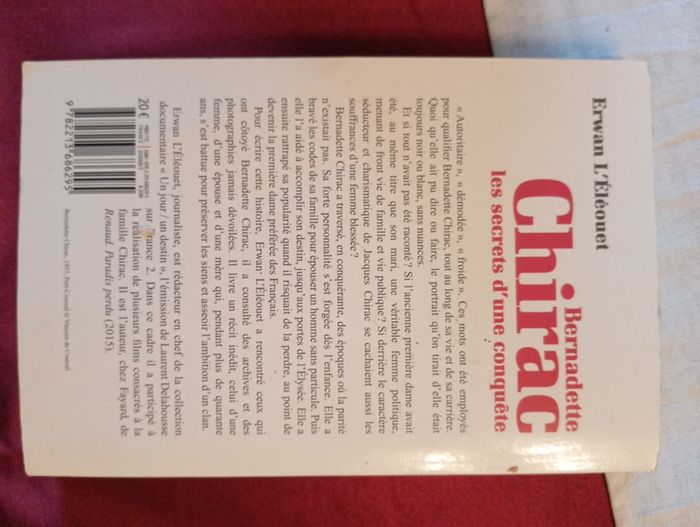 Erwan L'Éléouet
Bernadette
Chirac
les secrets d'une conquête
« Autoritaire », « démodée », « froide ». Ces mots ont été employés
pour qualifier Bernadette Chirac, tout au long de sa vie et de sa carrière.
Quoi qu'elle ait pu dire ou faire, le portrait qu'on tirait d'elle était
toujours noir ou blanc, sans nuances.
Et si tout n'avait pas été raconté ? Si l'ancienne première dame avait
été, au même titre que son mari, une véritable femme politique,
menant de front vie de famille et vie publique ? Si derrière le caractère
séducteur et charismatique de Jacques Chirac se cachaient aussi les
souffrances d'une femme blessée ?
Bernadette Chirac a traversé, en conquérante, des époques où la parité
n'existait pas. Sa forte personnalité s'est forgée dès l'enfance. Elle a
bravé les codes de sa famille pour épouser un homme sans particule. Puis
elle l'a aidé à accomplir son destin, jusqu'aux portes de l'Élysée. Elle a
ensuite rattrapé sa popularité quand il risquait de la perdre, au point de
devenir la première dame préférée des Français.
Pour écrire cette histoire, Erwan L'Éléouet a rencontré ceux qui
ont côtoyé Bernadette Chirac, il a consulté des archives et des
photographies jamais dévoilées. Il livre un récit inédit, celui d'une
femme, d'une épouse et d'une mère qui, pendant plus de quarante
ans, s'est battue pour préserver les siens et asseoir l'ambition d'un clan.
Erwan L'Éléouet, journaliste, est rédacteur en chef de la collection
documentaire « Un jour / un destin », l'émission de Laurent Delahousse
sur France 2. Dans ce cadre il a participé à
la réalisation de plusieurs films consacrés à la
famille Chirac. Il est l'auteur, chez Fayard, de
Renaud. Paradis perdu (2015).
20 €
9 782213 686295
Bernadette Chirac, 1957, Port-Conrad © Vincent de